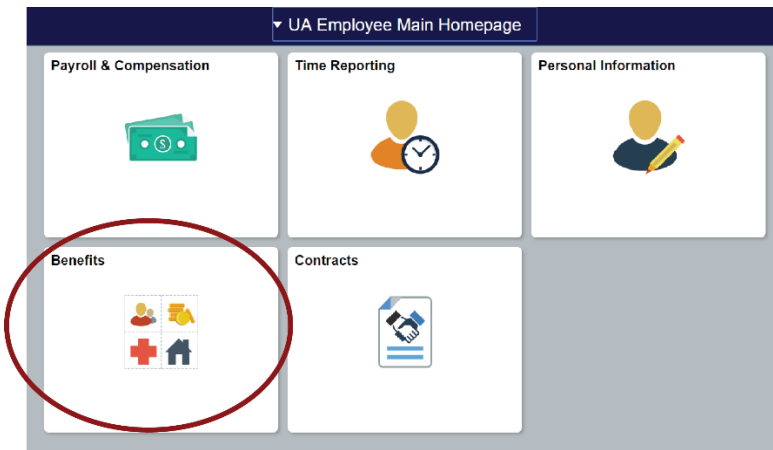 UA Employee Main Homepage
Payroll & Compensation
Time Reporting
Personal Information
$
Benefits
Contracts